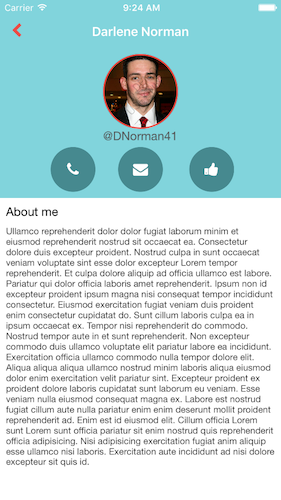 Carrier 9:24 AM
Darlene Norman
@DNorman41
About me
Ullamco reprehenderit dolor dolor fugiat laborum minim et
eiusmod reprehenderit nostrud sit occaecat ea. Consectetur
dolore duis excepteur proident. Nostrud culpa in sunt occaecat
veniam voluptate sint esse dolor excepteur Lorem tempor
reprehenderit. Et culpa dolore aliquip ad officia ullamco est labore.
Pariatur qui dolor officia laboris amet reprehenderit. Ipsum non id
excepteur proident ipsum magna nisi consequat tempor incididunt
consectetur. Eiusmod exercitation fugiat veniam duis proident
enim consectetur cupidatat do. Sunt cillum laboris culpa ea in
ipsum occaecat ex. Tempor nisi reprehenderit do commodo.
Nostrud tempor aute in et sunt reprehenderit. Non excepteur
commodo duis ullamco voluptate elit pariatur labore ea incididunt.
Exercitation officia ullamco commodo nulla tempor dolore elit.
Aliqua aliqua aliqua ullamco nostrud minim laboris aliqua eiusmod
dolor enim exercitation velit pariatur sint. Excepteur proident ex
proident dolore laboris cupidatat sunt laborum eu veniam. Esse
veniam nulla eiusmod consequat magna ex. Labore est nostrud
fugiat cillum aute nulla pariatur enim enim deserunt mollit proident
reprehenderit ad. Enim est id eiusmod elit. Cillum officia Lorem
sunt Lorem sunt officia sint enim nostrud quis reprehenderit
officia adipisicing. Nisi adipisicing exercitation fugiat anim aliquip
esse ullamco nisi laboris. Exercitation aute incididunt ad nisi dolore
excepteur sit quis id.